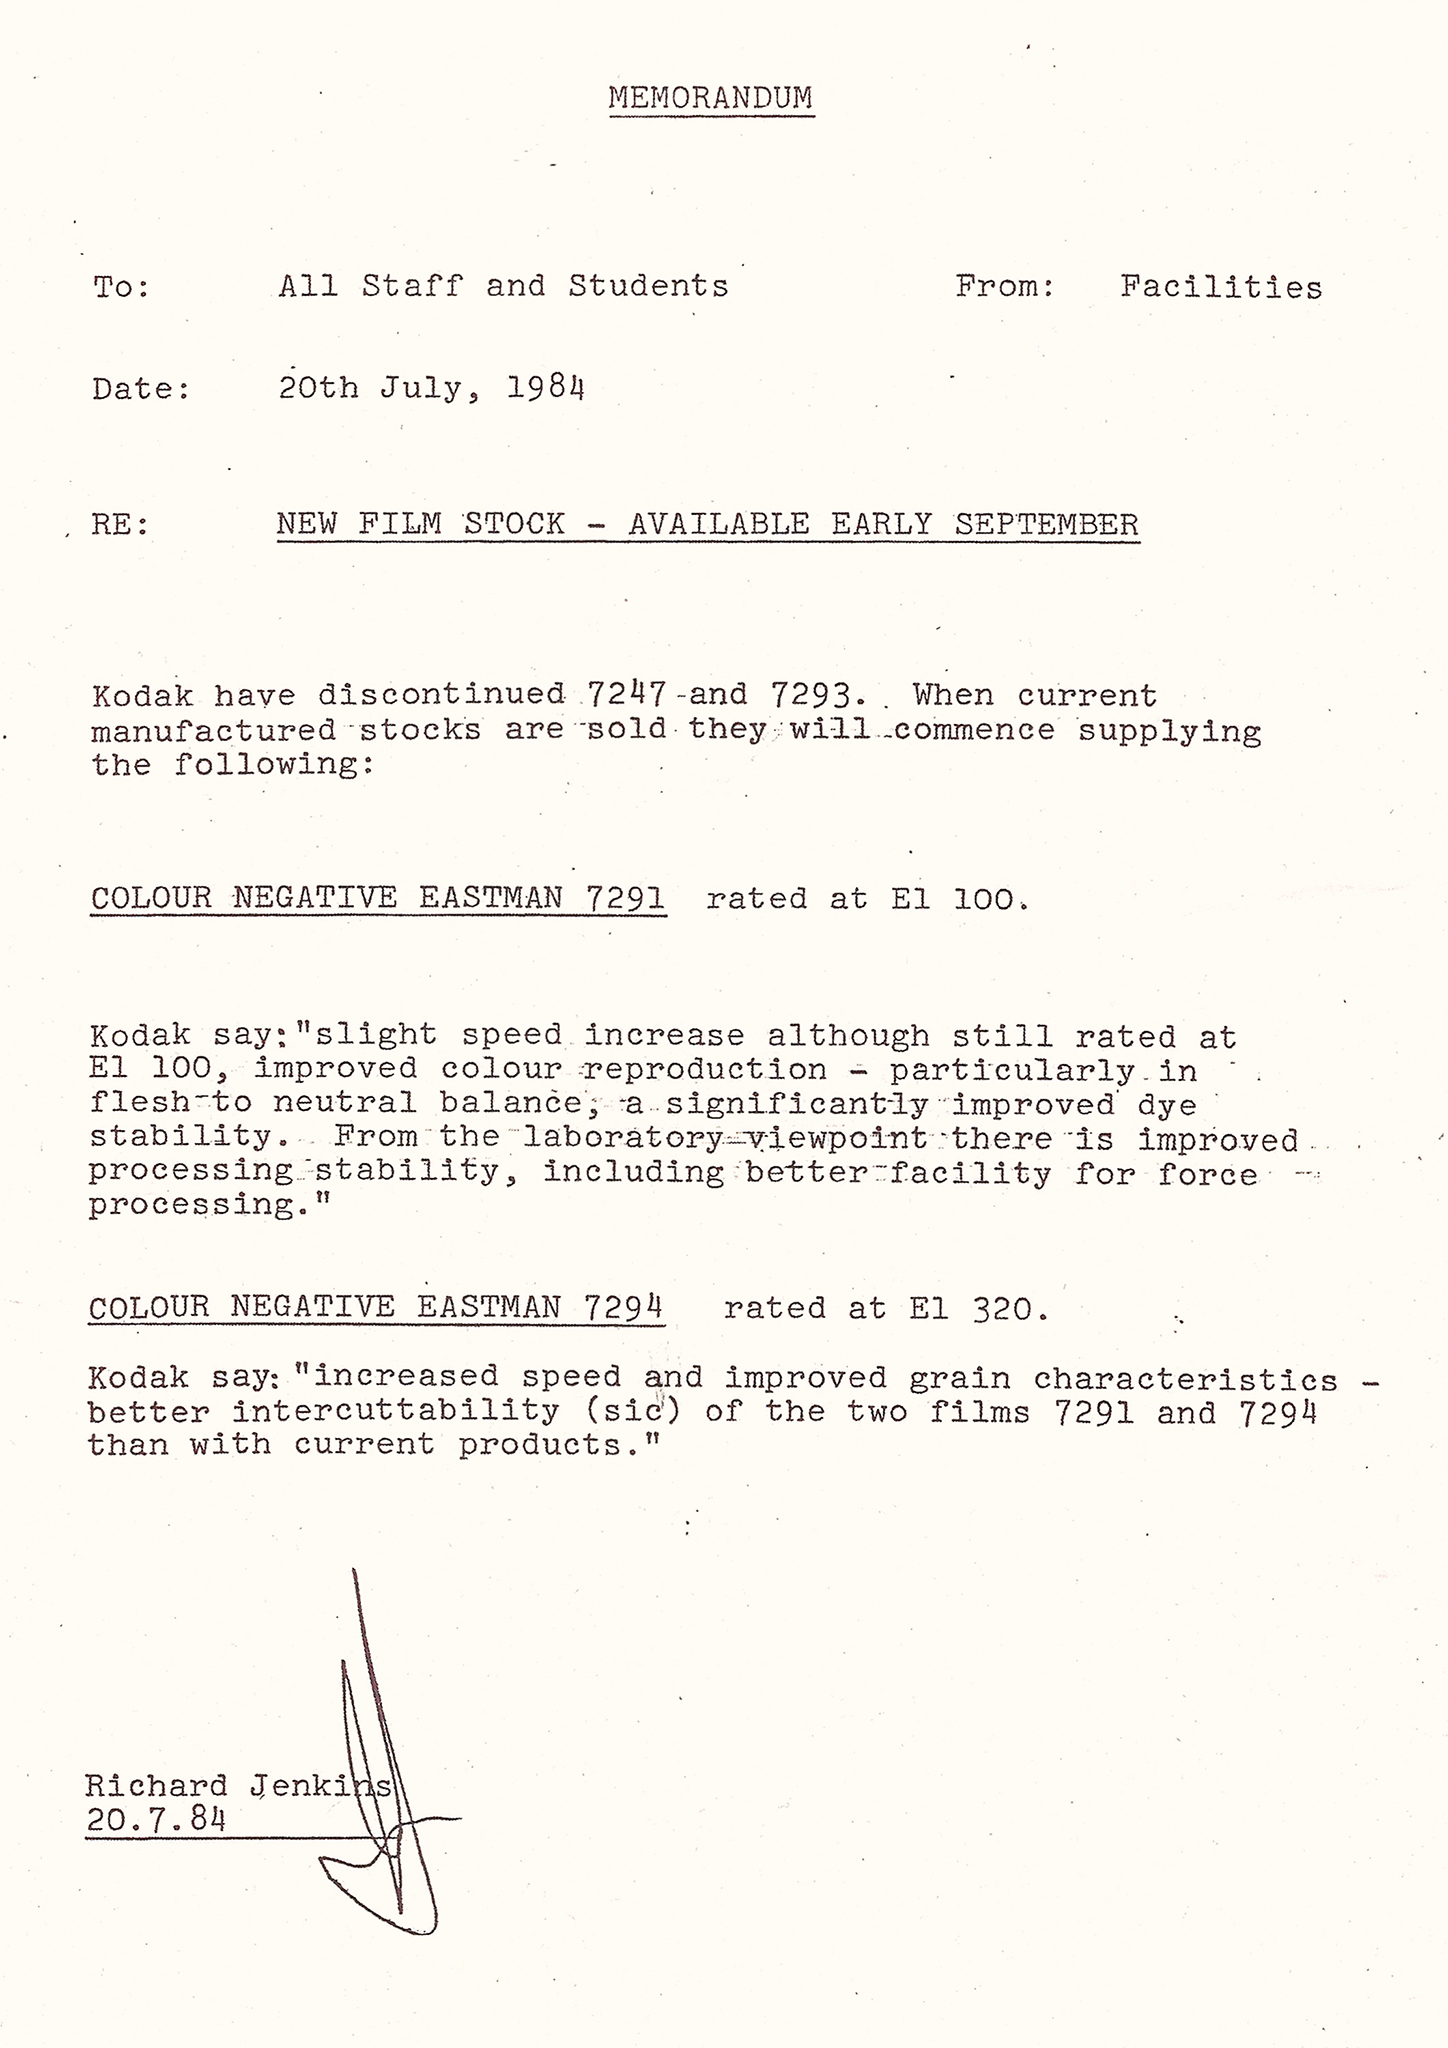 MEMORANDUM
To: All Staff and Students From: Facilities
Date: 20th July, 1984
RE: NEW FILM STOCK - AVAILABLE EARLY SEPTEMBER
Kodak have discontinued 7247 and 7293. When current
manufactured stocks are sold they will commence supplying
the following:
COLOUR NEGATIVE EASTMAN 7291 rated at El 100.
Kodak say:"slight speed increase although still rated at
El 100, improved colour reproduction - particularly in
flesh to neutral balance, a significantly improved dye
stability. From the laboratory viewpoint there is improved
processing stability, including better facility for force
processing."
COLOUR NEGATIVE EASTMAN 7294 rated at El 320.
Kodak say: "increased speed and improved grain characteristics -
better intercuttability (sic) of the two films 7291 and 7294
than with current products."
Richard Jenkins
20.7.84